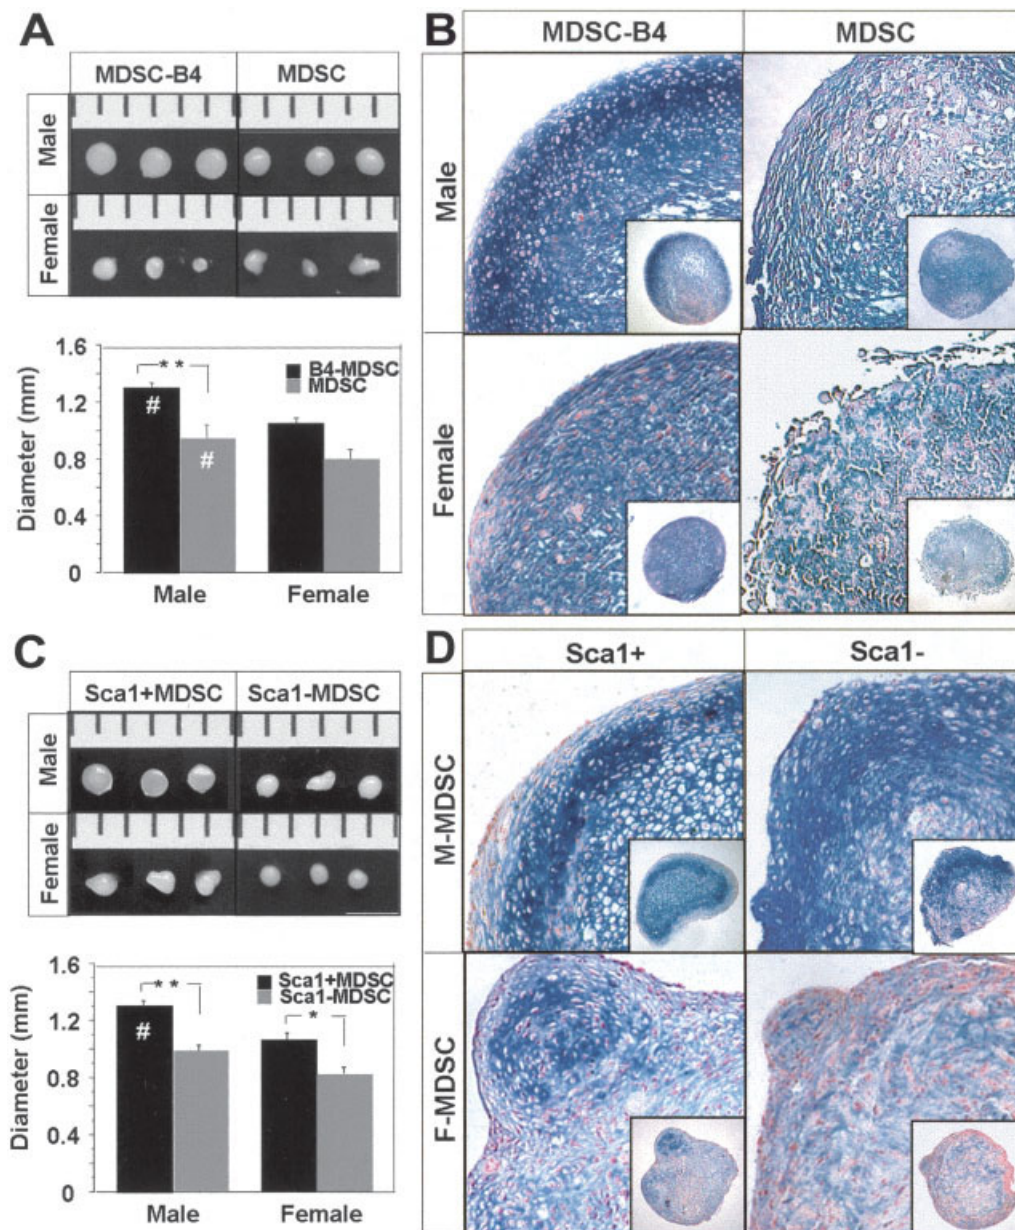 A
MDSC-B4 MDSC
Male
Female
1.6
1.2
0.8
0.4
0
Diameter (mm)
**
B4-MDSC
MDSC
#
#
Male Female
B
MDSC-B4 MDSC
Male
Female
C
Sca1+MDSC Sca1-MDSC
Male
Female
1.6
1.2
0.8
0.4
0
Diameter (mm)
**
Sca1+MDSC
Sca1-MDSC
*
#
Male Female
D
Sca1+ Sca1-
M-MDSC
F-MDSC